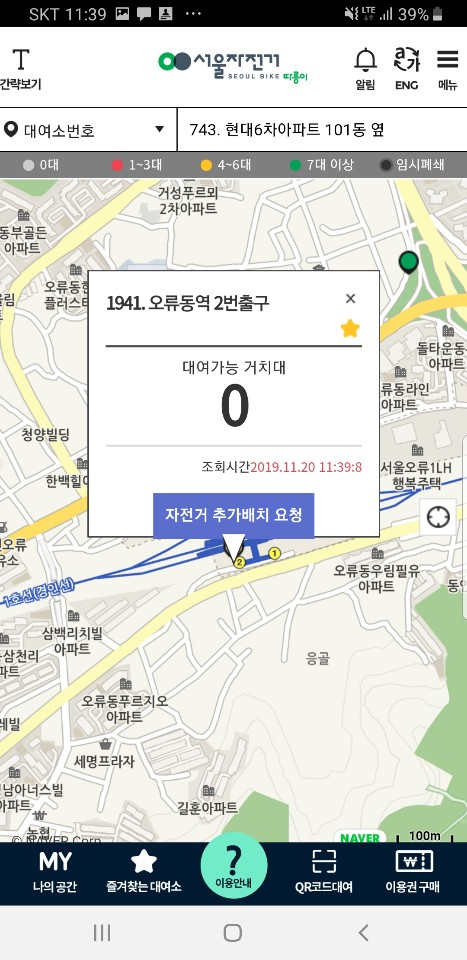 SKT 11:39
LTE 39%
T
간략보기
서울자전거
SEOUL BIKE 따릉이
알림
ENG
메뉴
대여소번호
743. 현대6차아파트 101동 옆
0대
1~3대
4~6대
7대 이상
임시폐쇄
거성푸르뫼
2차아파트
동부골든
아파트
오류동한
플러스타
1941. 오류동역 2번출구
×
대여가능 거치대
0
조회시간2019.11.20 11:39:8
자전거 추가배치 요청
돌타운동
아파트
류동라인
아파트
청양빌딩
한백힐
서울오류1LH
행복주택
오류
유소
2
1
1호선(경인선)
오류동우림필유
아파트
삼백리치빌
아파트
동삼천리
아파트
응골
오류동푸르지오
아파트
레빌
세명프라자
성남아너스빌
아파트
길훈아파트
농협
© NAVER Corp.
NAVER
100m
MY
나의 공간
즐겨찾는 대여소
?
이용안내
QR코드대여
₩
이용권 구매